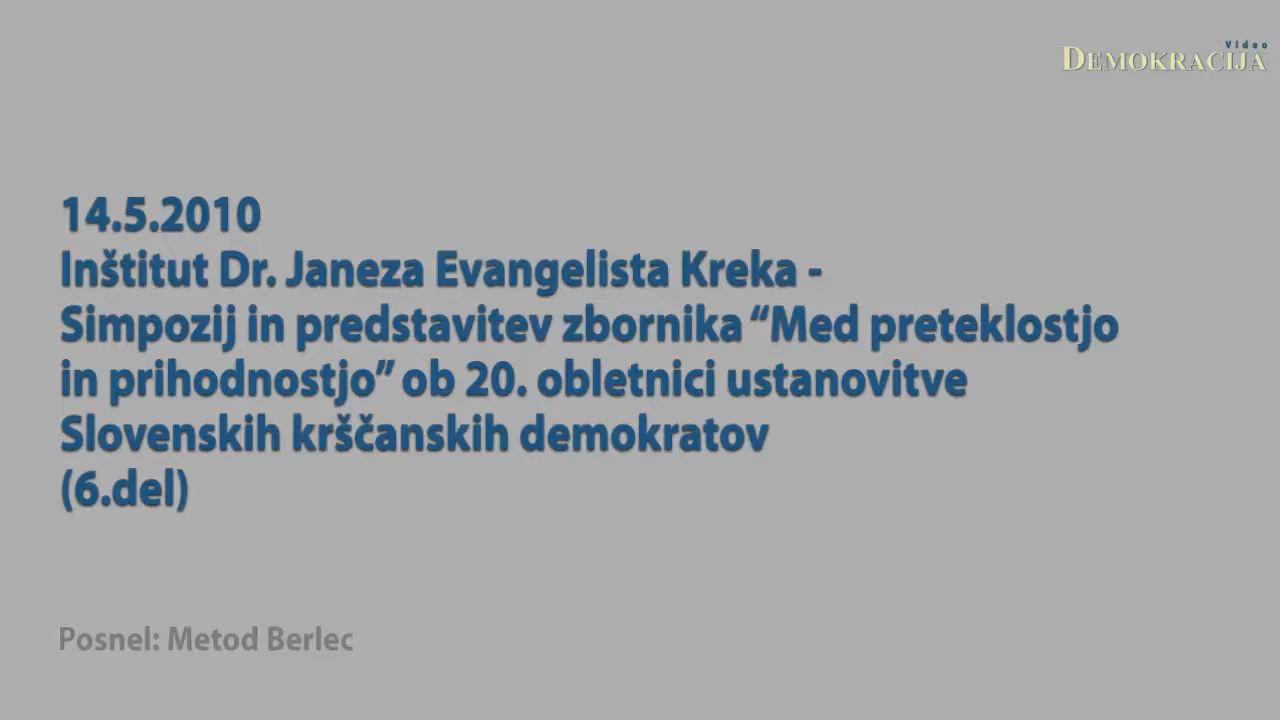 Video
DEMOKRACIJA
14.5.2010
Inštitut Dr. Janeza Evangelista Kreka -
Simpozij in predstavitev zbornika “Med preteklostjo
in prihodnostjo” ob 20. obletnici ustanovitve
Slovenskih krščanskih demokratov
(6.del)
Posnel: Metod Berlec